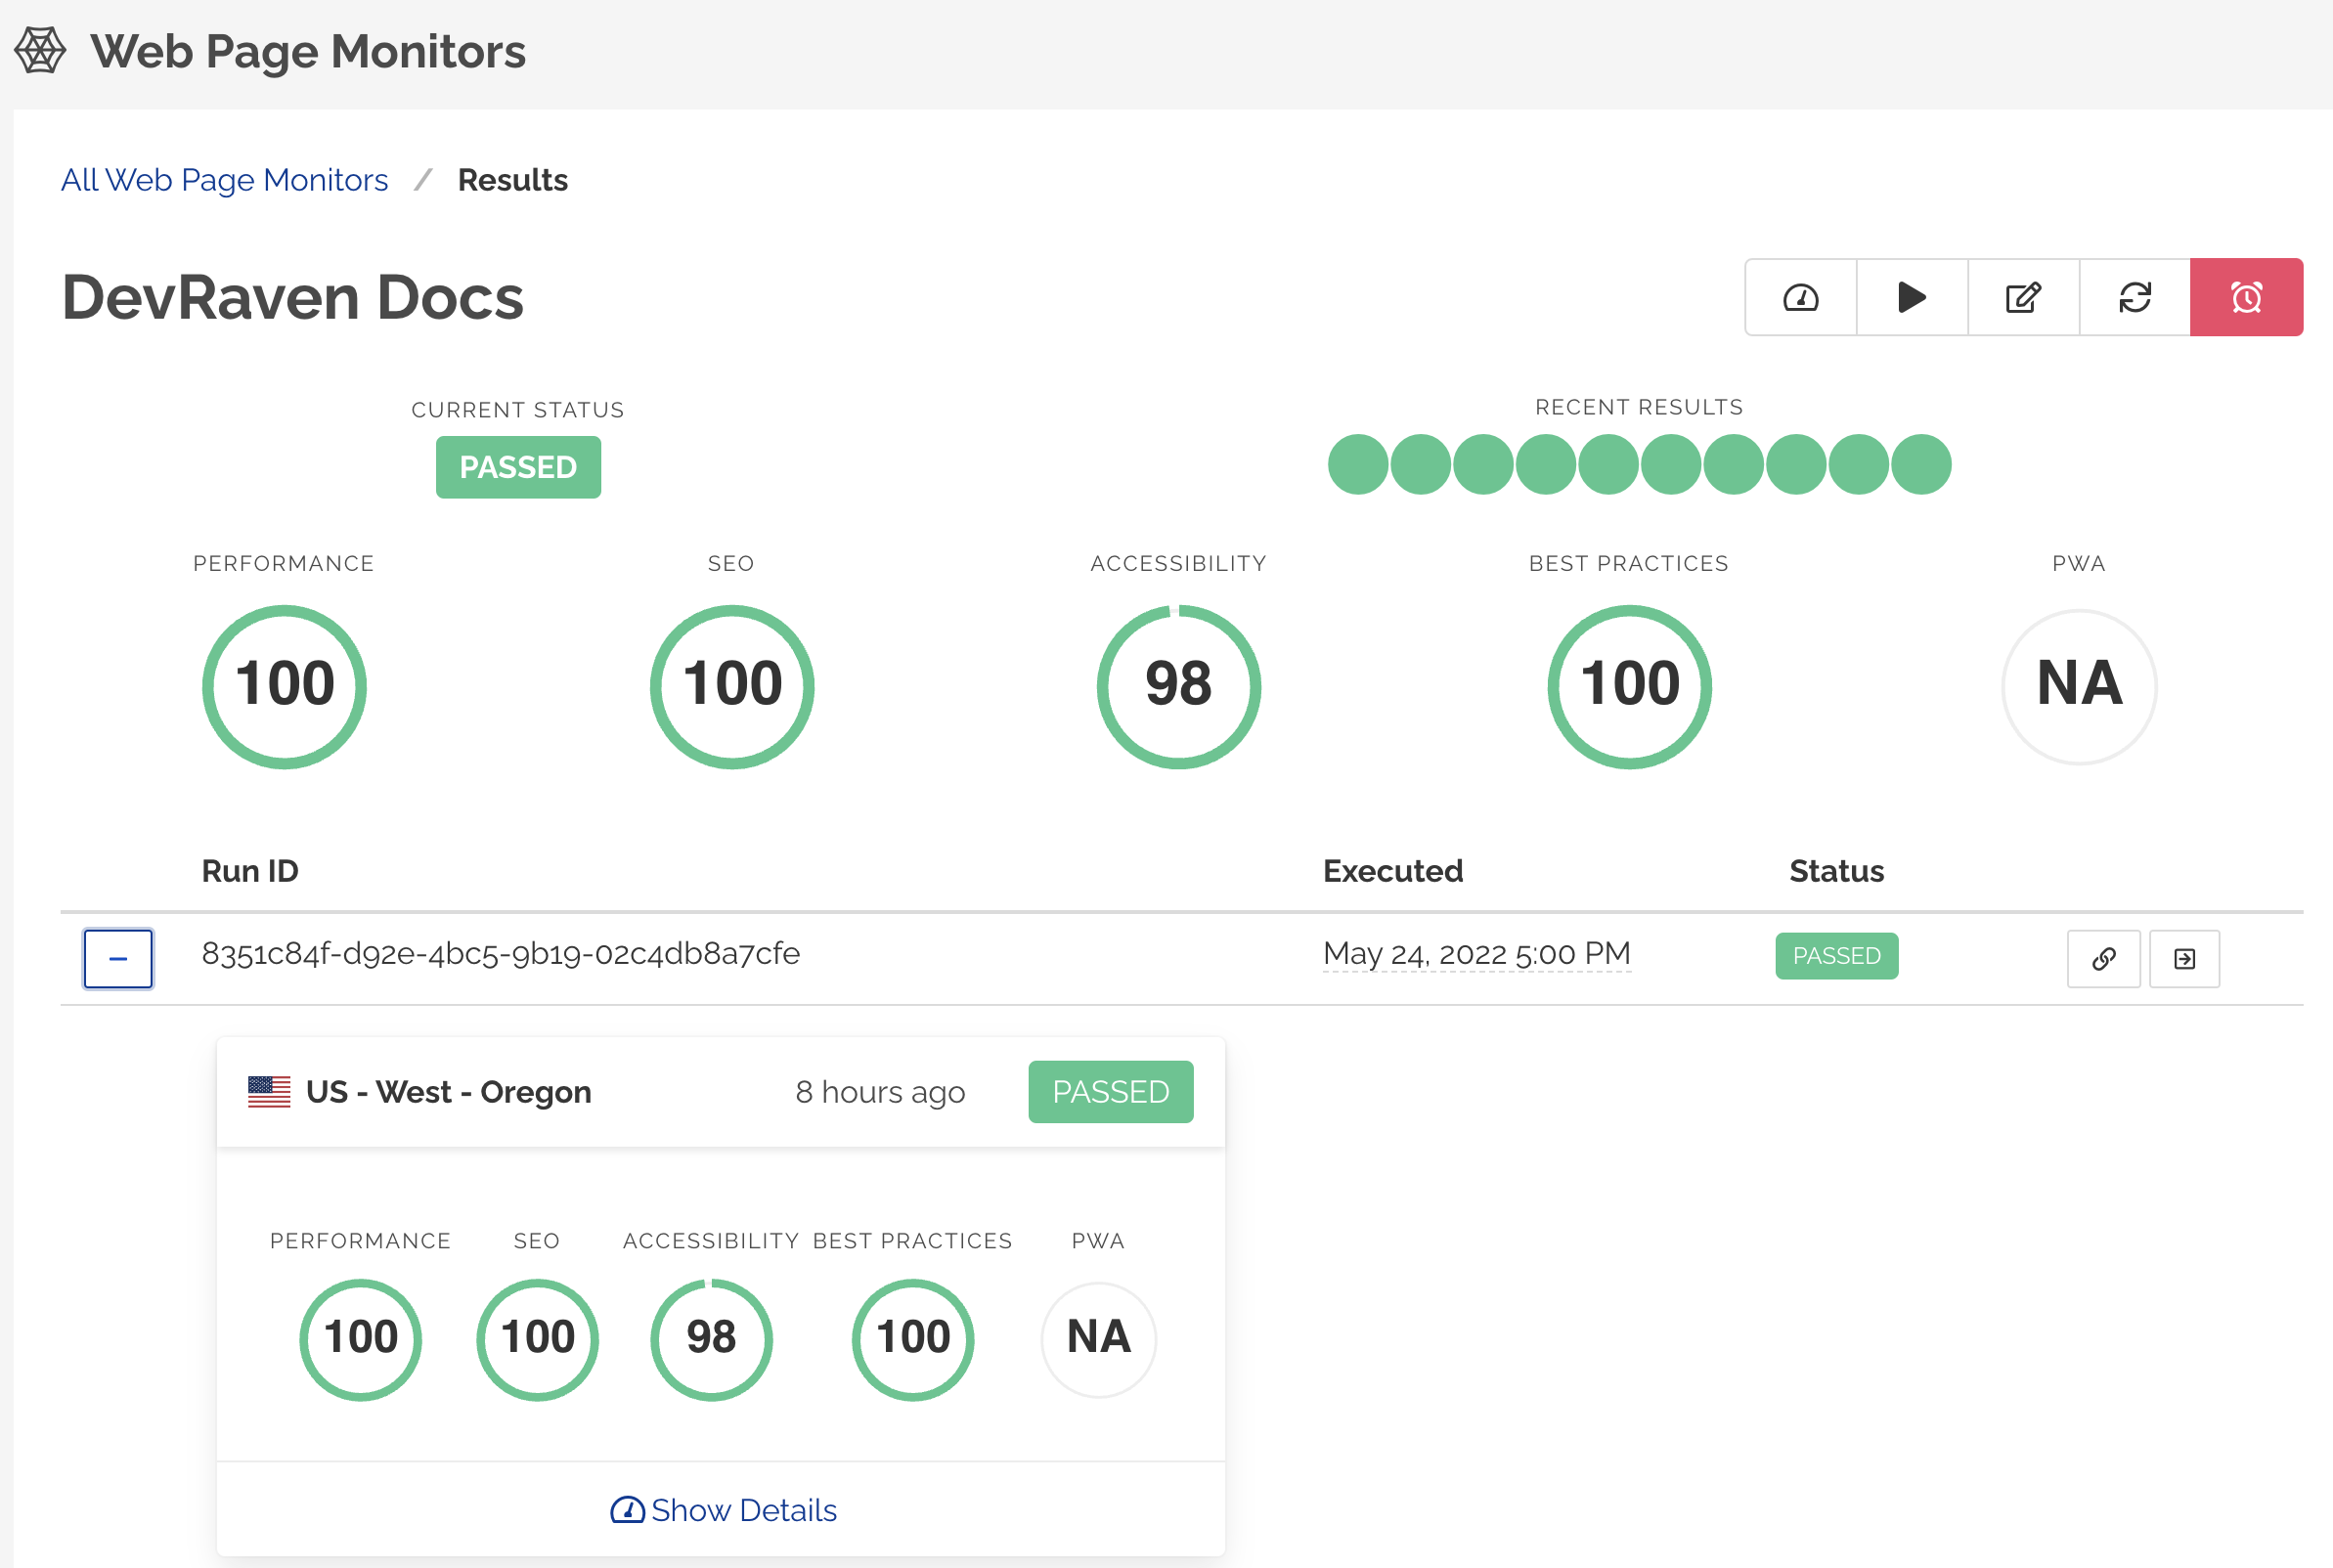 Web Page Monitors
All Web Page Monitors / Results
DevRaven Docs
CURRENT STATUS
PASSED
RECENT RESULTS
PERFORMANCE
100
SEO
100
ACCESSIBILITY
98
BEST PRACTICES
100
PWA
NA
Run ID Executed Status
8351c84f-d92e-4bc5-9b19-02c4db8a7cfe May 24, 2022 5:00 PM PASSED
US - West - Oregon 8 hours ago PASSED
PERFORMANCE
100
SEO
100
ACCESSIBILITY
98
BEST PRACTICES
100
PWA
NA
Show Details